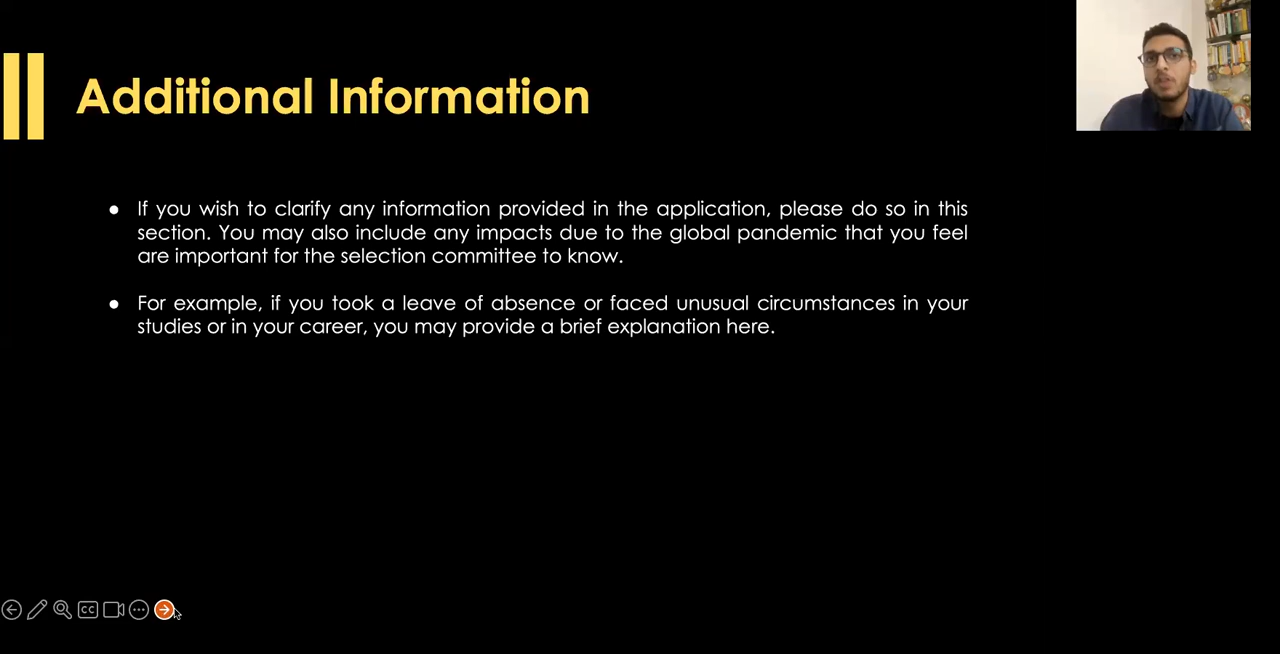 Additional Information
● If you wish to clarify any information provided in the application, please do so in this
section. You may also include any impacts due to the global pandemic that you feel
are important for the selection committee to know.
● For example, if you took a leave of absence or faced unusual circumstances in your
studies or in your career, you may provide a brief explanation here.
CC